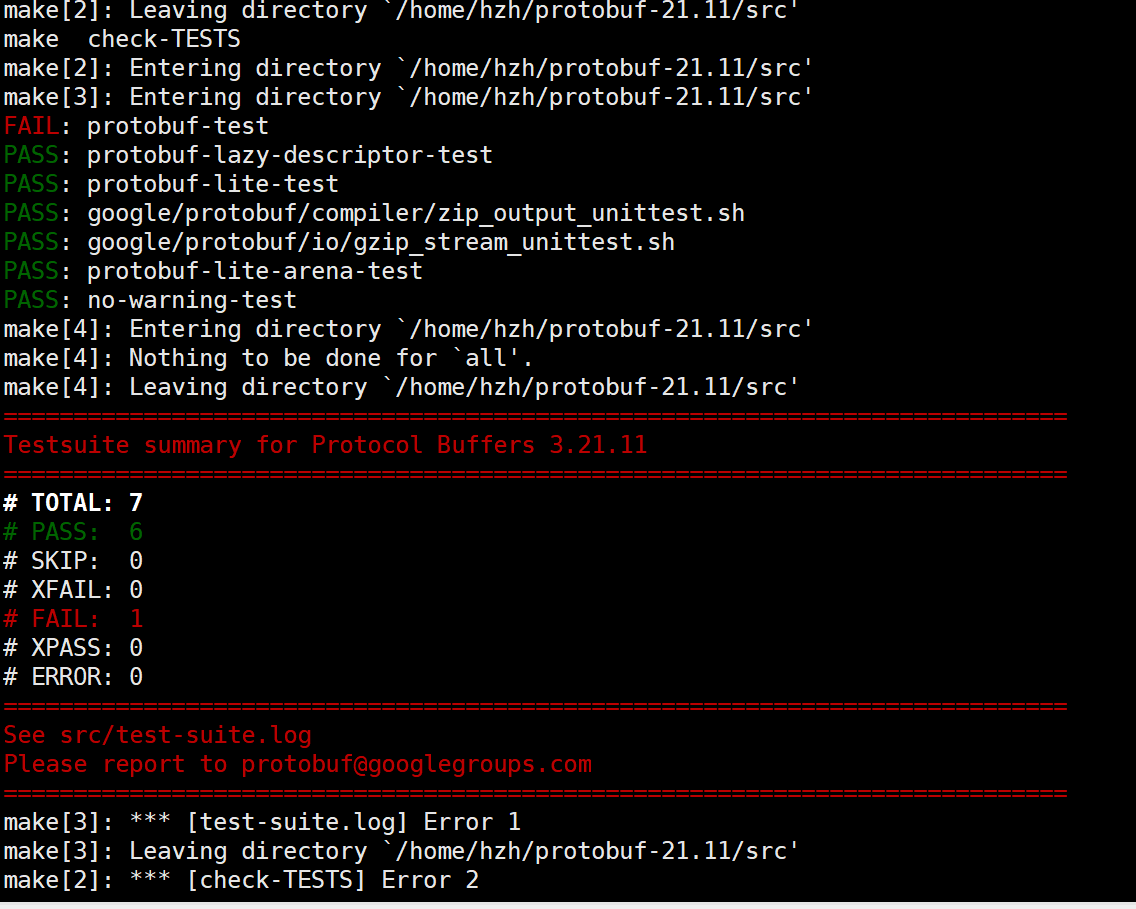 make[2]: Leaving directory `/home/hzh/protobuf-21.11/src'
make  check-TESTS
make[2]: Entering directory `/home/hzh/protobuf-21.11/src'
make[3]: Entering directory `/home/hzh/protobuf-21.11/src'
FAIL: protobuf-test
PASS: protobuf-lazy-descriptor-test
PASS: protobuf-lite-test
PASS: google/protobuf/compiler/zip_output_unittest.sh
PASS: google/protobuf/io/gzip_stream_unittest.sh
PASS: protobuf-lite-arena-test
PASS: no-warning-test
make[4]: Entering directory `/home/hzh/protobuf-21.11/src'
make[4]: Nothing to be done for `all'.
make[4]: Leaving directory `/home/hzh/protobuf-21.11/src'
============================================================================
Testsuite summary for Protocol Buffers 3.21.11
============================================================================
# TOTAL: 7
# PASS:  6
# SKIP:  0
# XFAIL: 0
# FAIL:  1
# XPASS: 0
# ERROR: 0
============================================================================
See src/test-suite.log
Please report to protobuf@googlegroups.com
============================================================================
make[3]: *** [test-suite.log] Error 1
make[3]: Leaving directory `/home/hzh/protobuf-21.11/src'
make[2]: *** [check-TESTS] Error 2